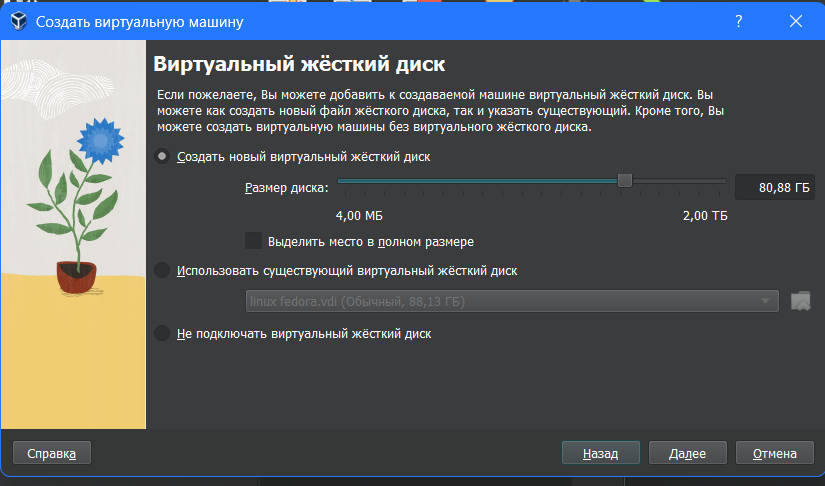 Создать виртуальную машину
?
Виртуальный жёсткий диск
Если пожелаете, Вы можете добавить к создаваемой машине виртуальный жёсткий диск. Вы
можете как создать новый файл жёсткого диска, так и указать существующий. Кроме того, Вы
можете создать виртуальную машины без виртуального жёсткого диска.
Создать новый виртуальный жёсткий диск
Размер диска:
80,88 ГБ
4,00 МБ
2,00 ТБ
Выделить место в полном размере
Использовать существующий виртуальный жёсткий диск
linux fedora.vdi (Обычный, 88,13 ГБ)
Не подключать виртуальный жёсткий диск
Справка
Назад
Далее
Отмена